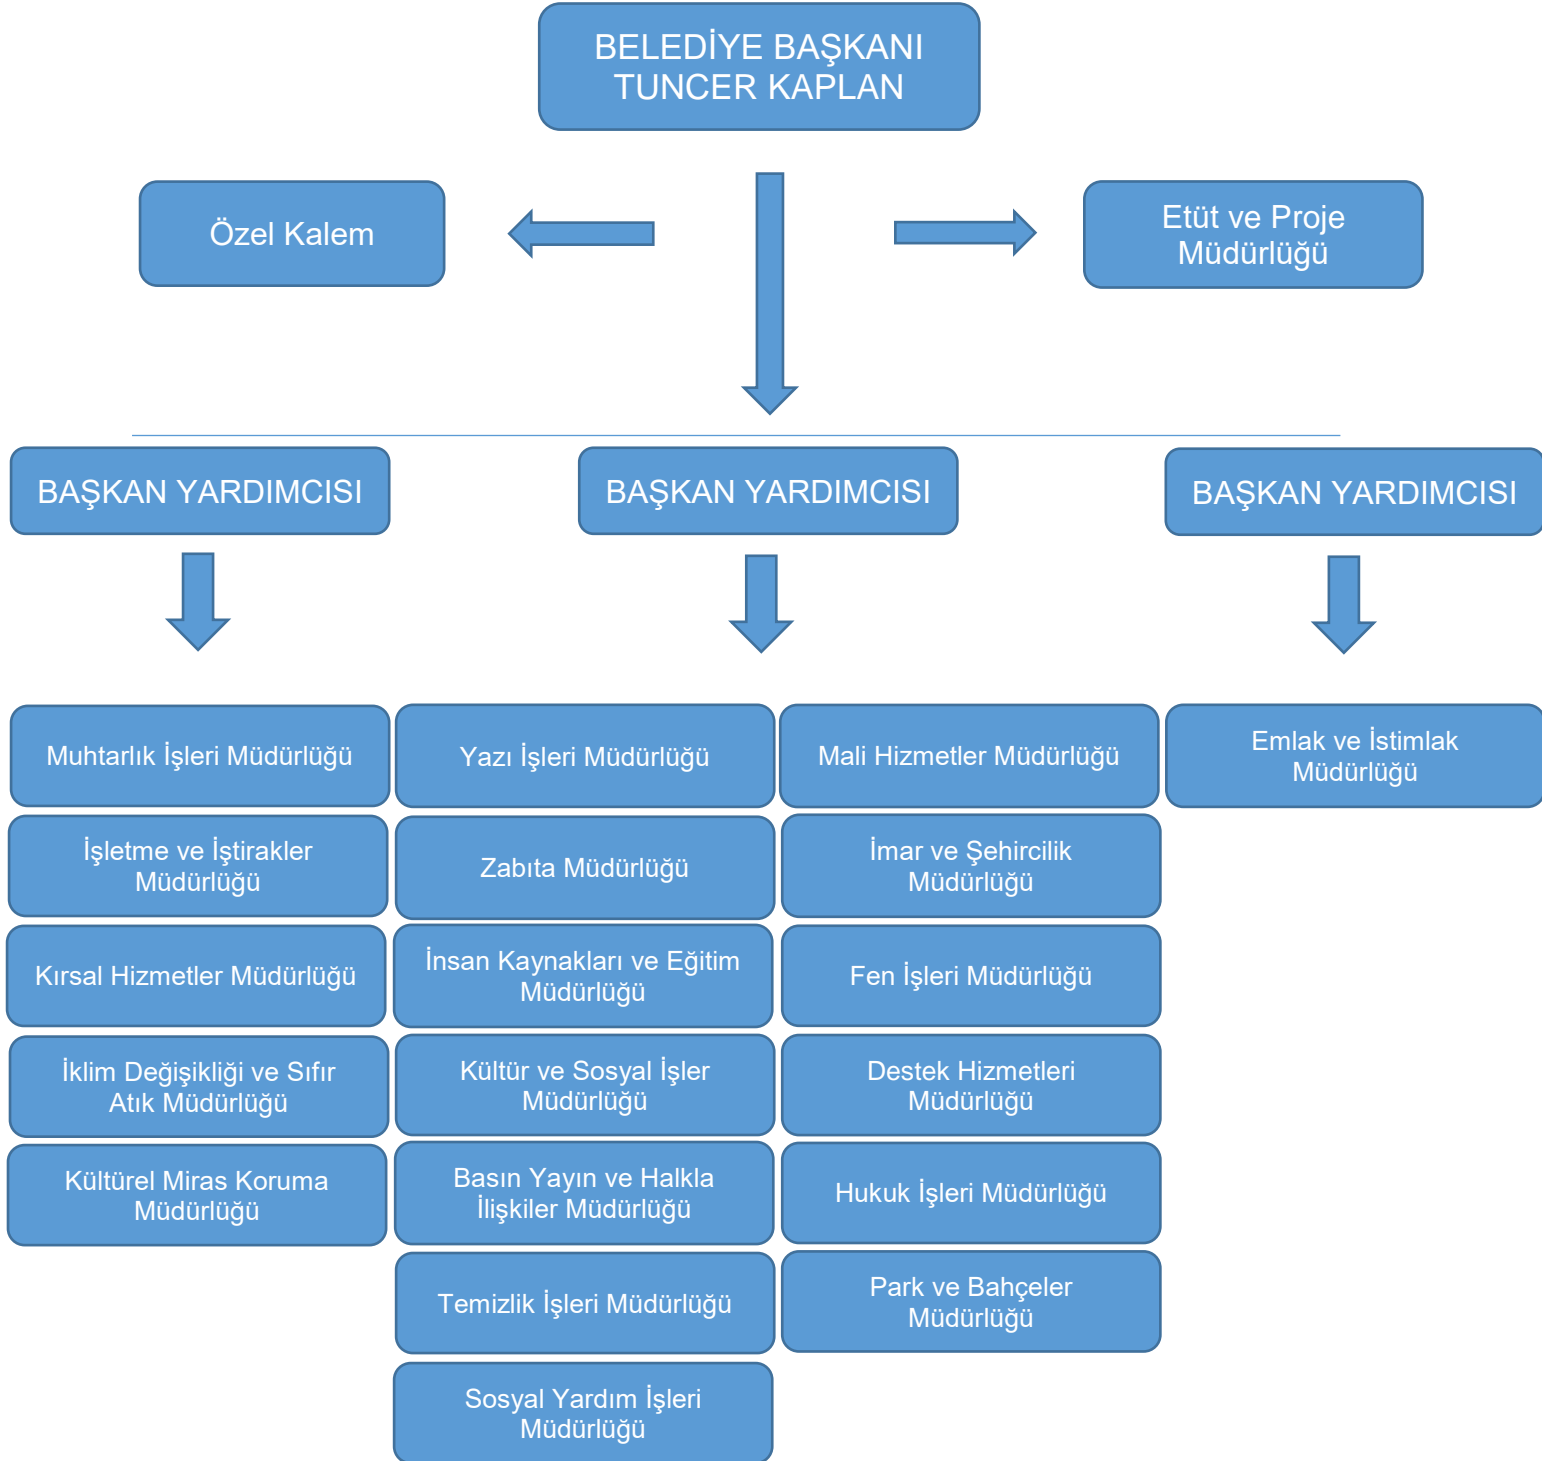 BELEDİYE BAŞKANI
TUNCER KAPLAN
Özel Kalem
Etüt ve Proje
Müdürlüğü
BAŞKAN YARDIMCISI
BAŞKAN YARDIMCISI
BAŞKAN YARDIMCISI
Muhtarlık İşleri Müdürlüğü
Yazı İşleri Müdürlüğü
Mali Hizmetler Müdürlüğü
Emlak ve İstimlak
Müdürlüğü
İşletme ve İştirakler
Müdürlüğü
Zabıta Müdürlüğü
İmar ve Şehircilik
Müdürlüğü
Kırsal Hizmetler Müdürlüğü
İnsan Kaynakları ve Eğitim
Müdürlüğü
Fen İşleri Müdürlüğü
İklim Değişikliği ve Sıfır
Atık Müdürlüğü
Kültür ve Sosyal İşler
Müdürlüğü
Destek Hizmetleri
Müdürlüğü
Kültürel Miras Koruma
Müdürlüğü
Basın Yayın ve Halkla
İlişkiler Müdürlüğü
Hukuk İşleri Müdürlüğü
Temizlik İşleri Müdürlüğü
Park ve Bahçeler
Müdürlüğü
Sosyal Yardım İşleri
Müdürlüğü